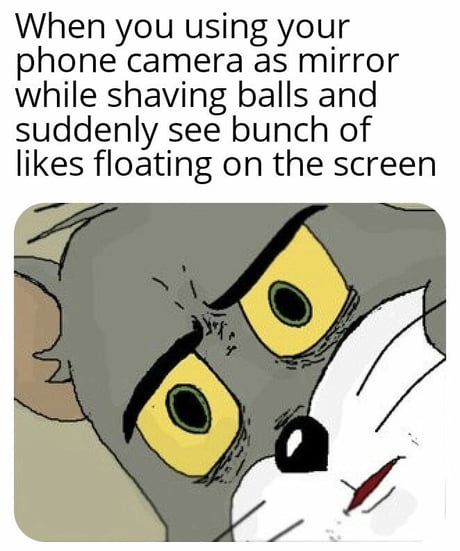 When you using your
phone camera as mirror
while shaving balls and
suddenly see bunch of
likes floating on the screen